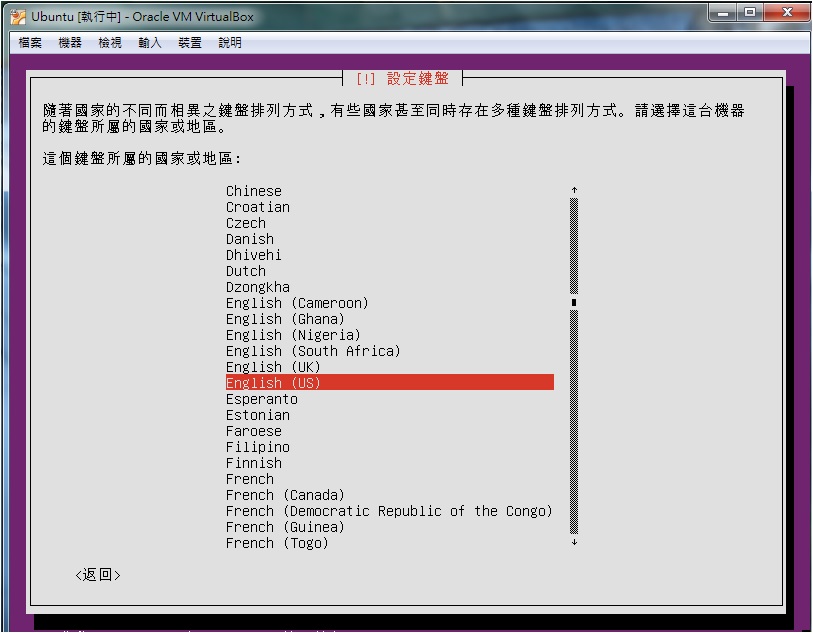 Ubuntu [執行中] - Oracle VM VirtualBox
檔案 機器 檢視 輸入 裝置 說明
[!] 設定鍵盤
隨著國家的不同而相異之鍵盤排列方式，有些國家甚至同時存在多種鍵盤排列方式。請選擇這台機器
的鍵盤所屬的國家或地區。
這個鍵盤所屬的國家或地區:
Chinese
Croatian
Czech
Danish
Dhivehi
Dutch
Dzongkha
English (Cameroon)
English (Ghana)
English (Nigeria)
English (South Africa)
English (UK)
English (US)
Esperanto
Estonian
Faroese
Filipino
Finnish
French
French (Canada)
French (Democratic Republic of the Congo)
French (Guinea)
French (Togo)
<返回>